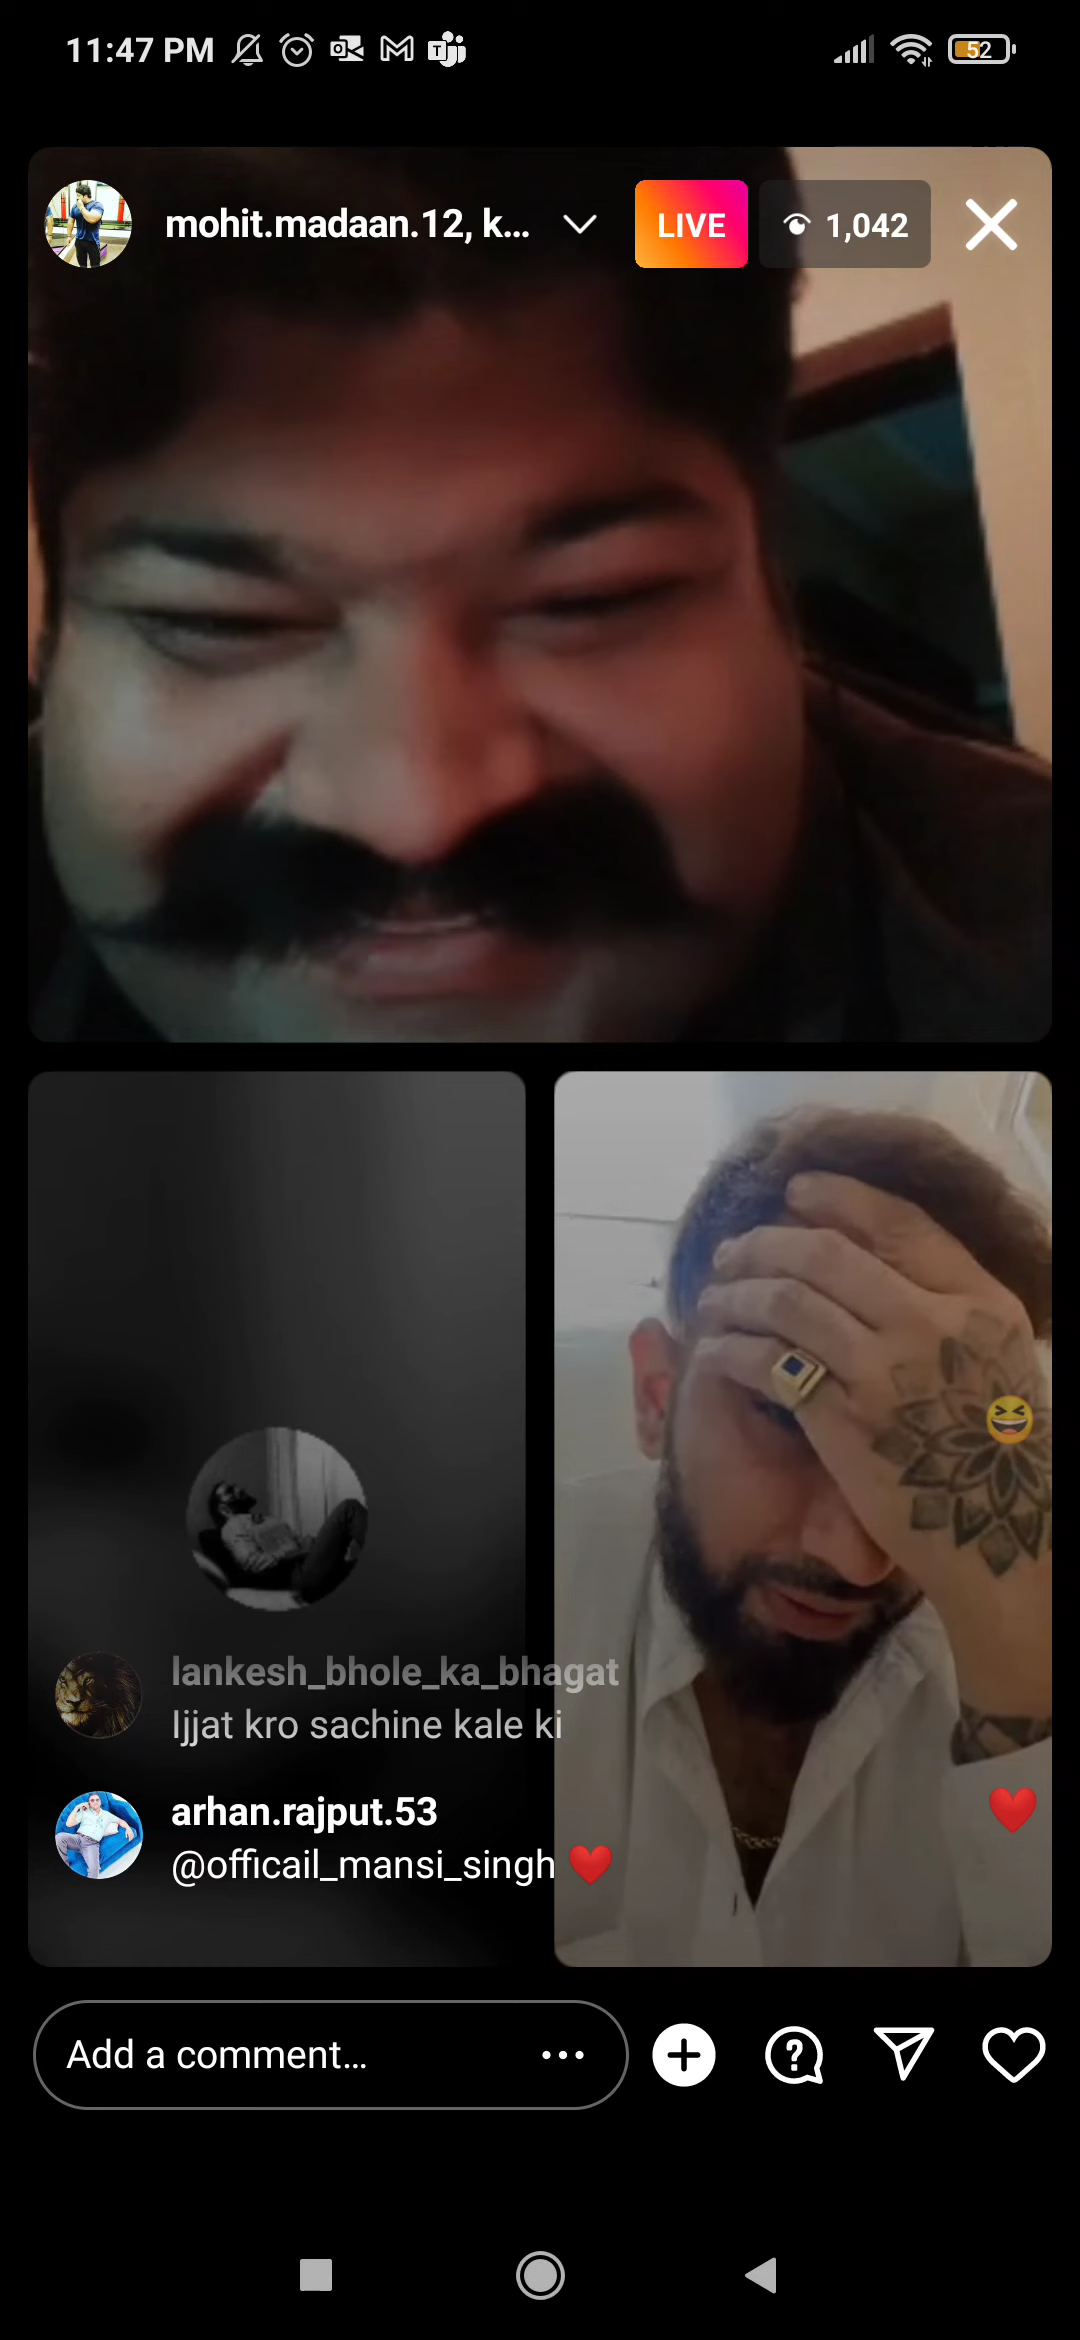 11:47 PM
52
mohit.madaan.12, k...
LIVE
1,042
lankesh_bhole_ka_bhagat
Ijjat kro sachine kale ki
arhan.rajput.53
@officail_mansi_singh ❤️
Add a comment...